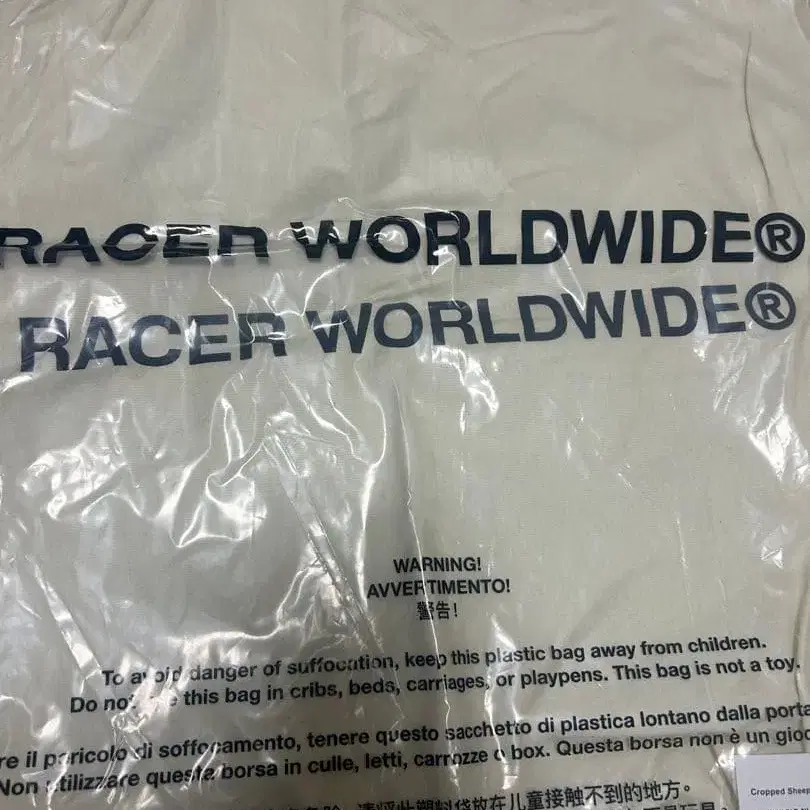 RACER WORLDWIDE®
RACER WORLDWIDE®
WARNING!
AVVERTIMENTO!
警告!
To avoid danger of suffocation, keep this plastic bag away from children.
Do not this bag in cribs, beds, carriages, or playpens. This bag is not a toy.
re il pericolo di soffocamento, tenere questo sacchetto di plastica lontano dalla porta
Non utilizzare questa borsa in culle, letti, carrozze o box. Questa borsa non è un gioc
请将此塑料袋放在儿童接触不到的地方。
Cropped Shee